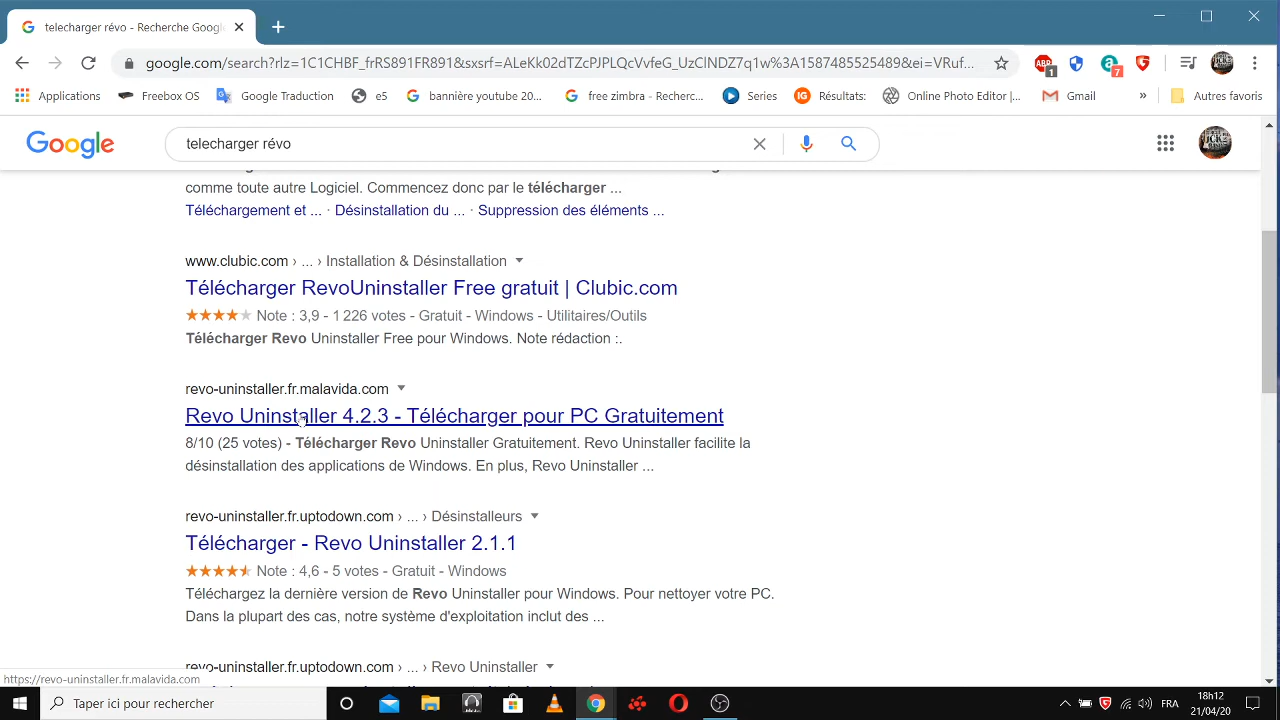 telecharger révo - Recherche Googl
google.com/search?rlz=1C1CHBF_frRS891FR891&sxsrf=ALeKk02dTZcPJPLQcVvfeG_UzClNDZ7q1w%3A1587485525489&ei=VRuf...
1
7
Applications
Freebox OS
Google Traduction
e5
bannère youtube 20...
free zimbra - Recherc...
Series
Résultats:
Online Photo Editor |...
Gmail
»
Autres favoris
Google
telecharger révo
comme toute autre Logiciel. Commencez donc par le télécharger ...
Téléchargement et ... · Désinstallation du ... · Suppression des éléments ...
www.clubic.com › ... › Installation & Désinstallation
Télécharger RevoUninstaller Free gratuit | Clubic.com
Note : 3,9 - 1 226 votes - Gratuit - Windows - Utilitaires/Outils
Télécharger Revo Uninstaller Free pour Windows. Note rédaction :.
revo-uninstaller.fr.malavida.com
Revo Uninstaller 4.2.3 - Télécharger pour PC Gratuitement
8/10 (25 votes) - Télécharger Revo Uninstaller Gratuitement. Revo Uninstaller facilite la
désinstallation des applications de Windows. En plus, Revo Uninstaller ...
revo-uninstaller.fr.uptodown.com › ... › Désinstalleurs
Télécharger - Revo Uninstaller 2.1.1
Note : 4,6 - 5 votes - Gratuit - Windows
Téléchargez la dernière version de Revo Uninstaller pour Windows. Pour nettoyer votre PC.
Dans la plupart des cas, notre système d'exploitation inclut des ...
revo-uninstaller.fr.uptodown.com › ... › Revo Uninstaller
https://revo-uninstaller.fr.malavida.com
Taper ici pour rechercher
FRA
18h12
21/04/20